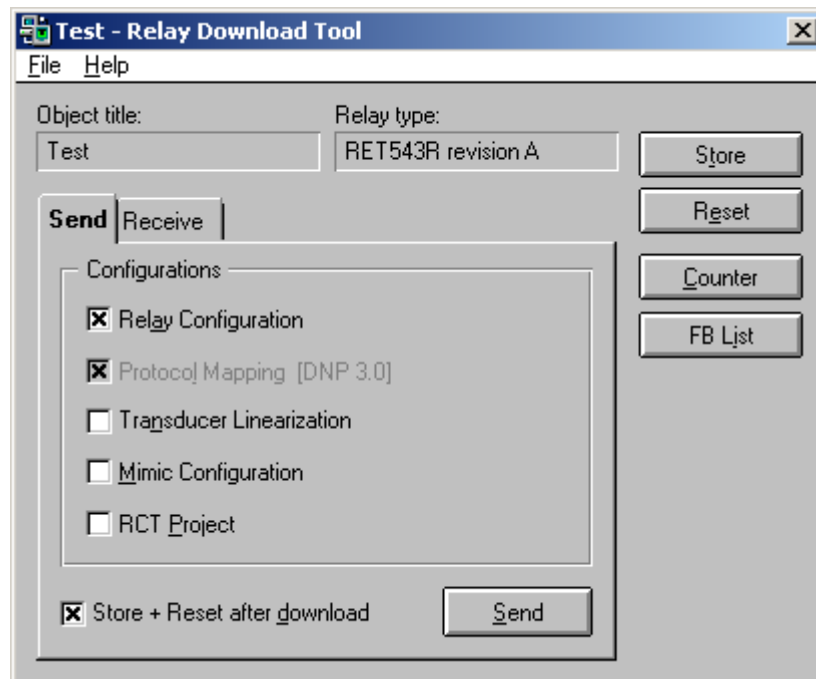 Test - Relay Download Tool
File Help
Object title:
Relay type:
Test
RET543R revision A
Store
Reset
Counter
FB List
Send
Receive
Configurations
Relay Configuration
Protocol Mapping [DNP 3.0]
Transducer Linearization
Mimic Configuration
RCT Project
Store + Reset after download
Send